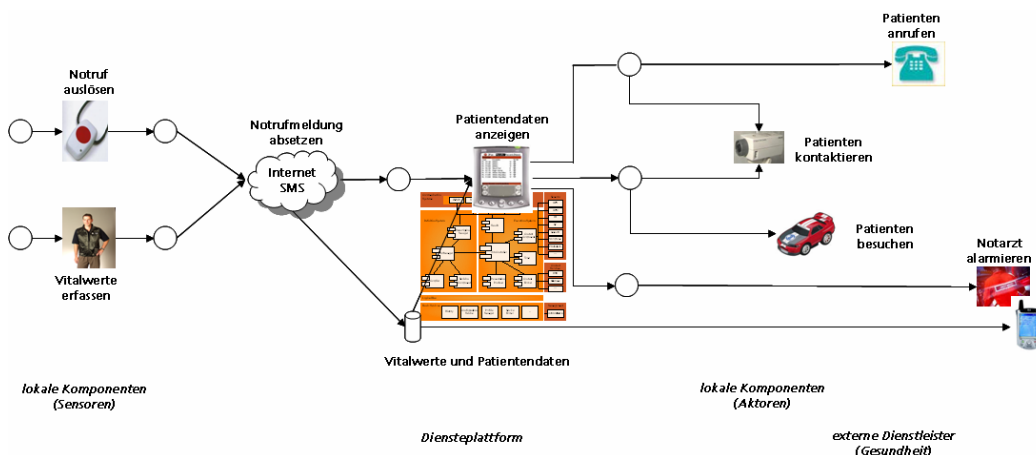 Patienten
anrufen
Notruf
auslösen
Notrufmeldung
absetzen
Patientendaten
anzeigen
Internet
SMS
Patienten
kontaktieren
Patienten
besuchen
Notarzt
alarmieren
Vitalwerte
erfassen
Vitalwerte und Patientendaten
lokale Komponenten
(Sensoren)
lokale Komponenten
(Aktoren)
Diensteplattform
externe Dienstleister
(Gesundheit)